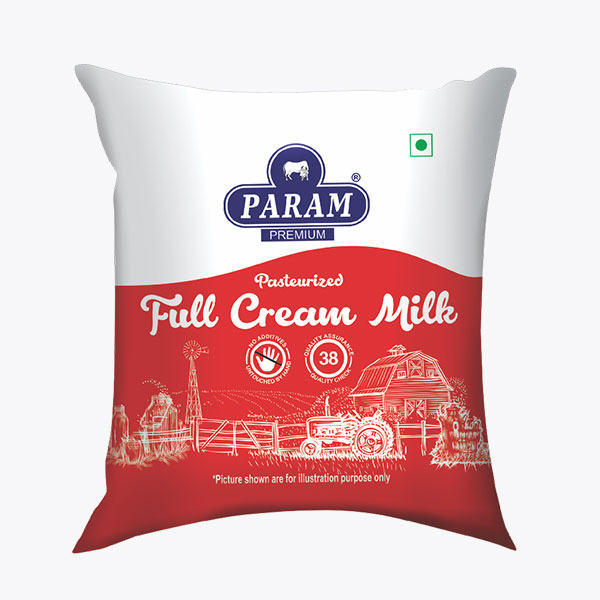 PARAM®
PREMIUM
Pasteurized
Full Cream Milk
NO ADDITIVES
UNTOUCHED BY HAND
QUALITY ASSURANCE
38
QUALITY CHECK
*Picture shown are for illustration purpose only